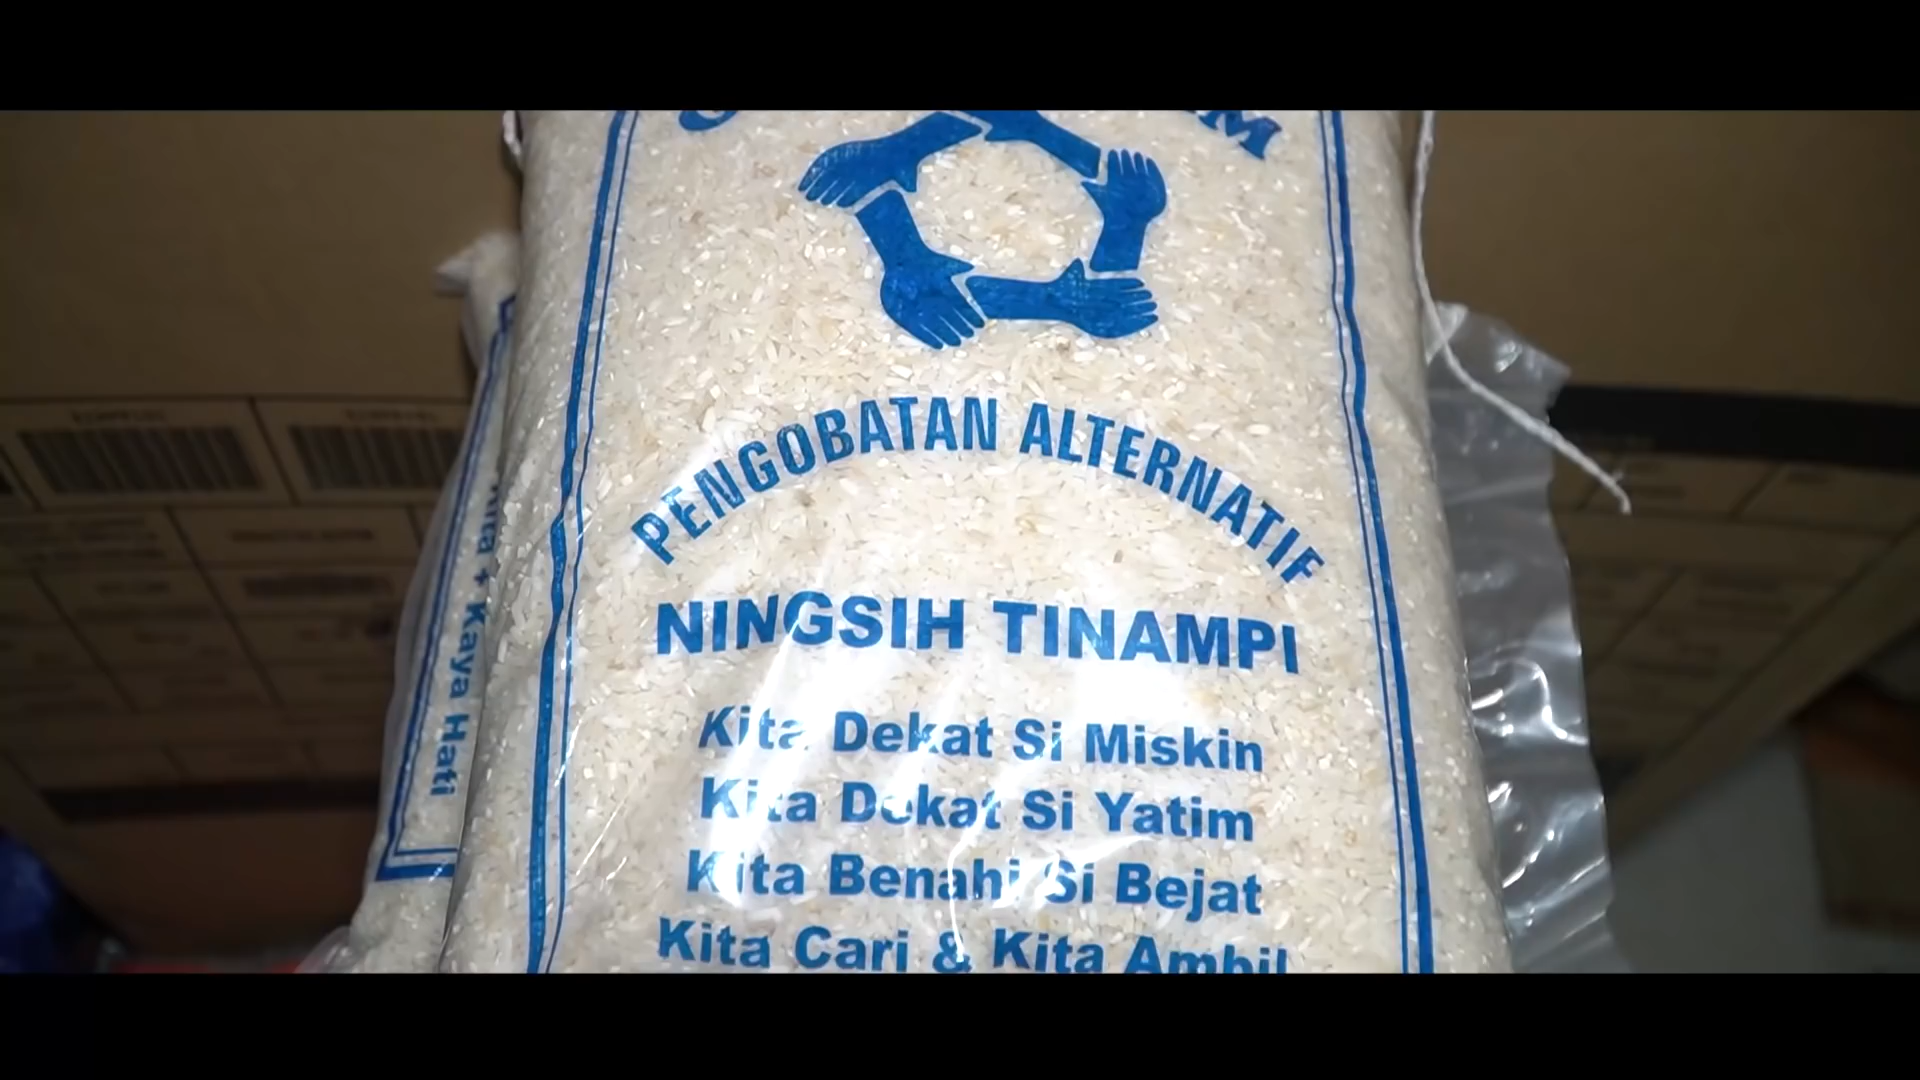 PENGOBATAN ALTERNATIF
NINGSIH TINAMPI
Kita Dekat Si Miskin
Kita Dekat Si Yatim
Kita Benahi Si Bejat
Kita Cari & Kita Ambil
+ Kaya Hati